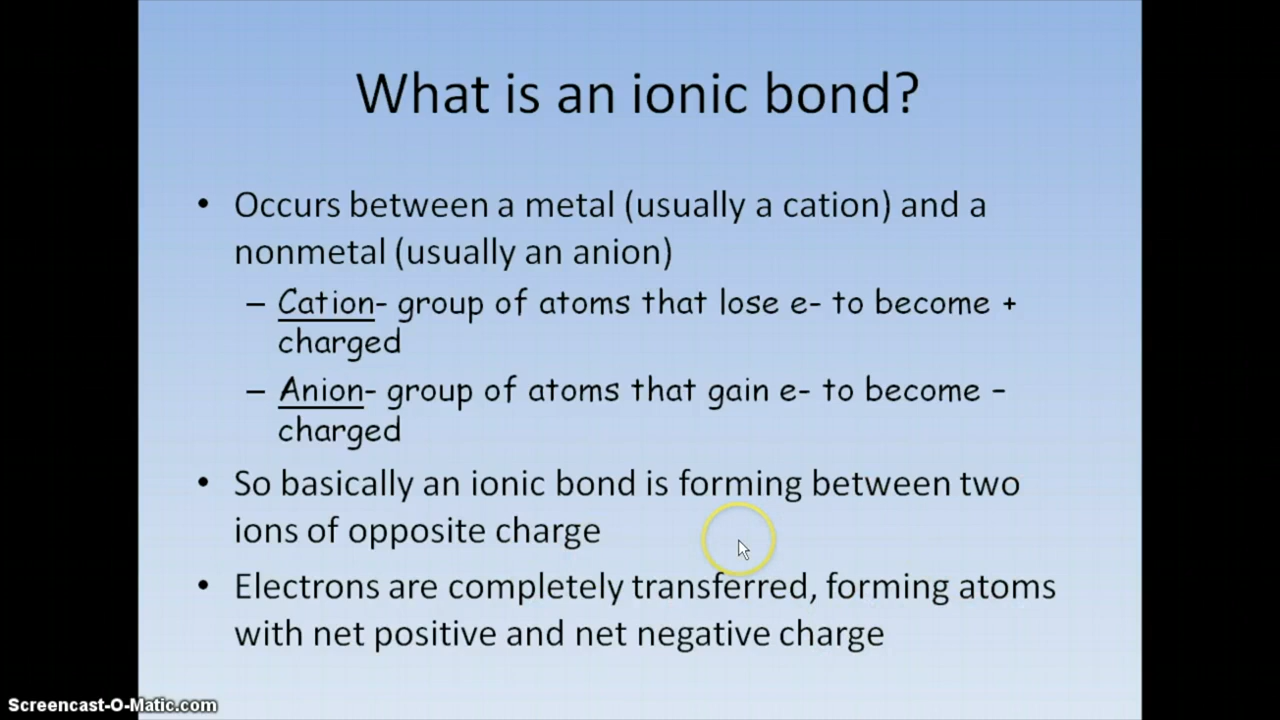 What is an ionic bond?
• Occurs between a metal (usually a cation) and a
nonmetal (usually an anion)
– Cation- group of atoms that lose e- to become +
charged
– Anion- group of atoms that gain e- to become –
charged
• So basically an ionic bond is forming between two
ions of opposite charge
• Electrons are completely transferred, forming atoms
with net positive and net negative charge
Screencast-O-Matic.com